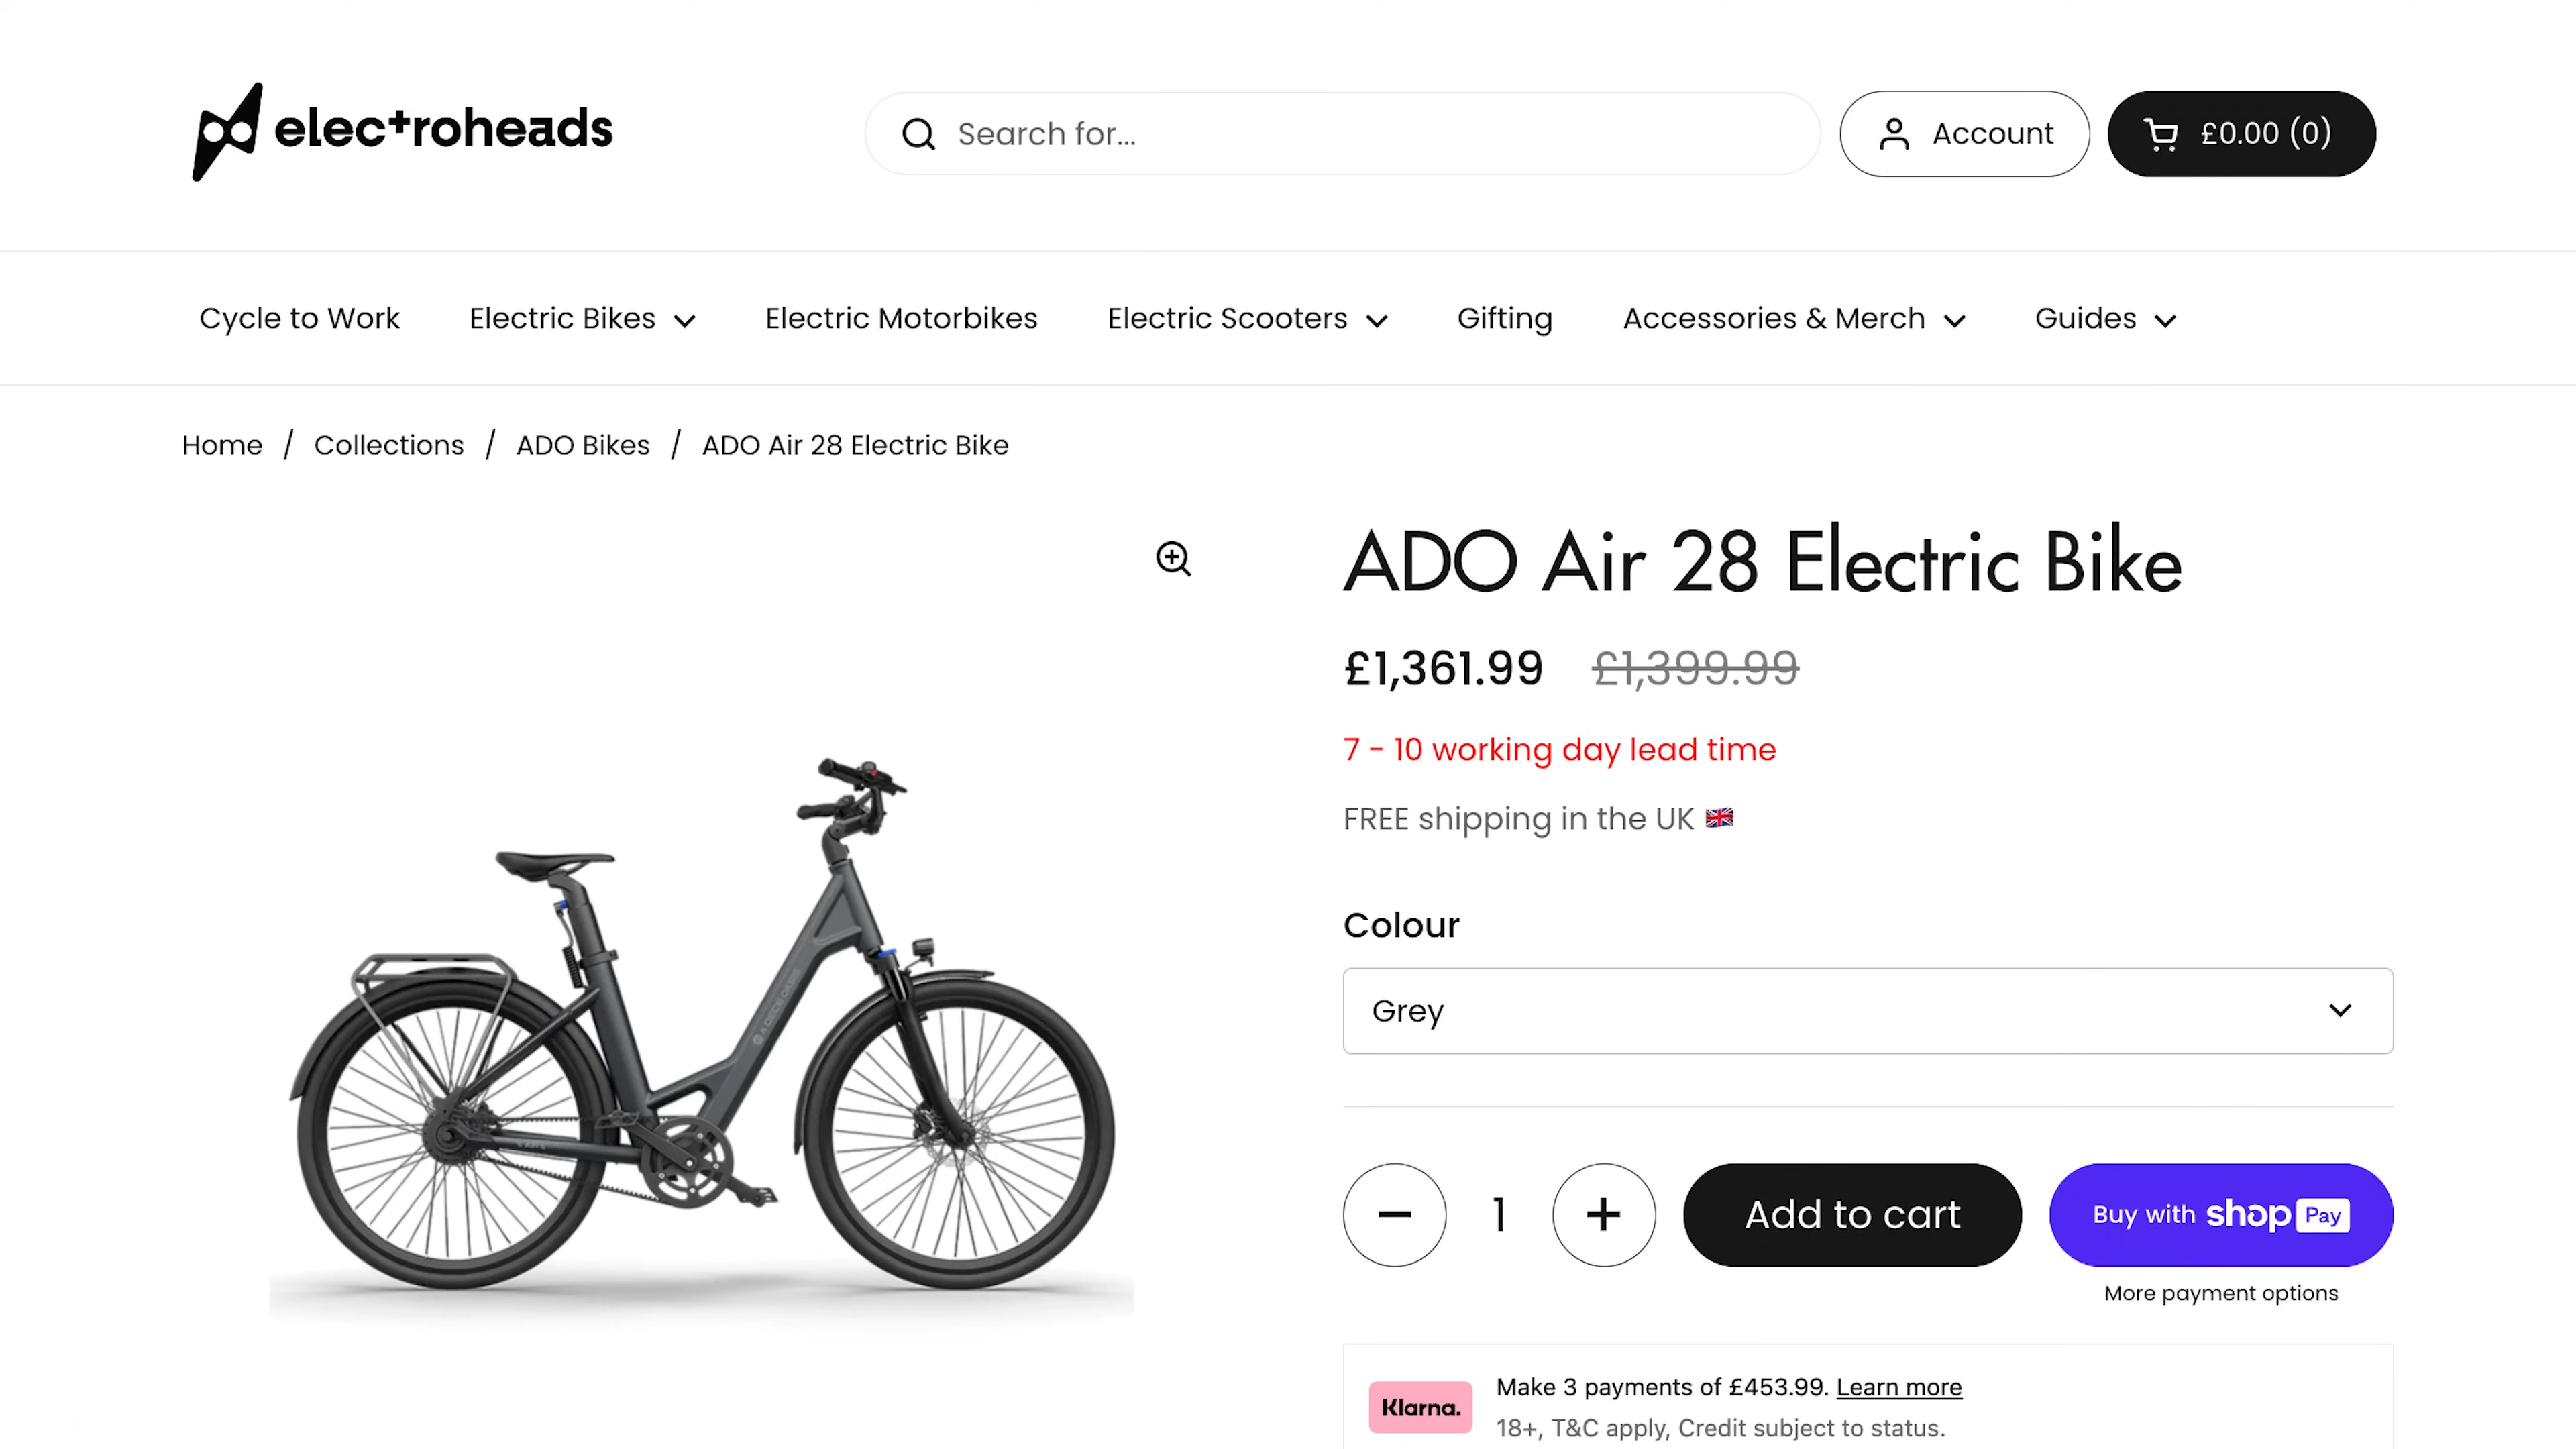 electroheads
Search for...
Account
£0.00 (0)
Cycle to Work
Electric Bikes
Electric Motorbikes
Electric Scooters
Gifting
Accessories & Merch
Guides
Home / Collections / ADO Bikes / ADO Air 28 Electric Bike
ADO Air 28 Electric Bike
£1,361.99 £1,399.99
7 - 10 working day lead time
FREE shipping in the UK 🇬🇧
Colour
Grey
1
Add to cart
Buy with shop Pay
More payment options
Klarna.
Make 3 payments of £453.99. Learn more
18+, T&C apply, Credit subject to status.